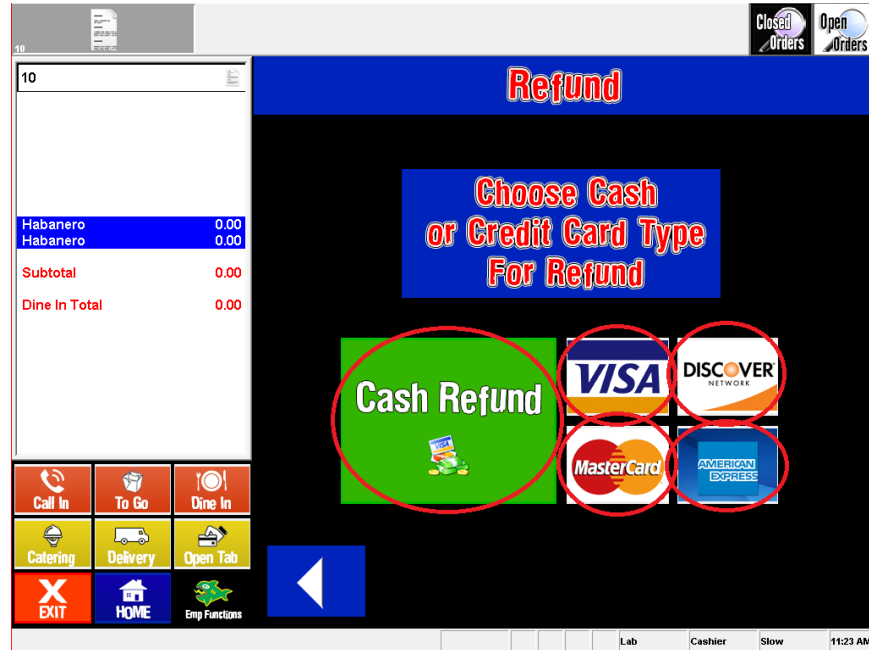 10
Closed
Orders
Open
Orders
10
Refund
Habanero 0.00
Habanero 0.00
Subtotal 0.00
Dine In Total 0.00
Choose Cash
or Credit Card Type
For Refund
Cash Refund
VISA
VISA
DISCOVER
NETWORK
MasterCard
AMERICAN
EXPRESS
Call In
To Go
Dine In
Catering
Delivery
Open Tab
X
EXIT
HOME
Emp Functions
Lab
Cashier
Slow
11:23 AM